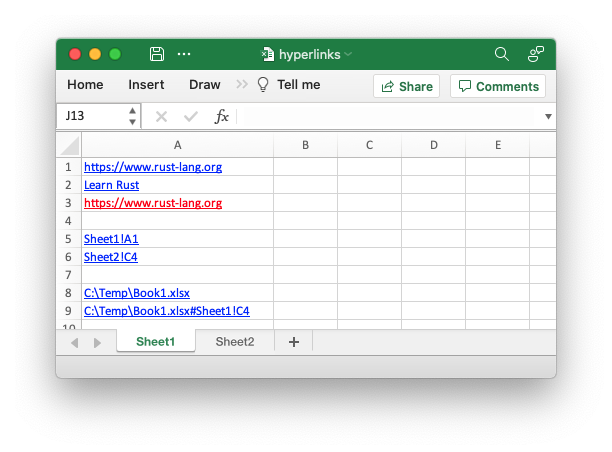 hyperlinks
Home Insert Draw Tell me Share Comments
J13 fx
A B C D E
1 https://www.rust-lang.org
2 Learn Rust
3 https://www.rust-lang.org
4
5 Sheet1!A1
6 Sheet2!C4
7
8 C:\Temp\Book1.xlsx
9 C:\Temp\Book1.xlsx#Sheet1!C4
10
Sheet1 Sheet2